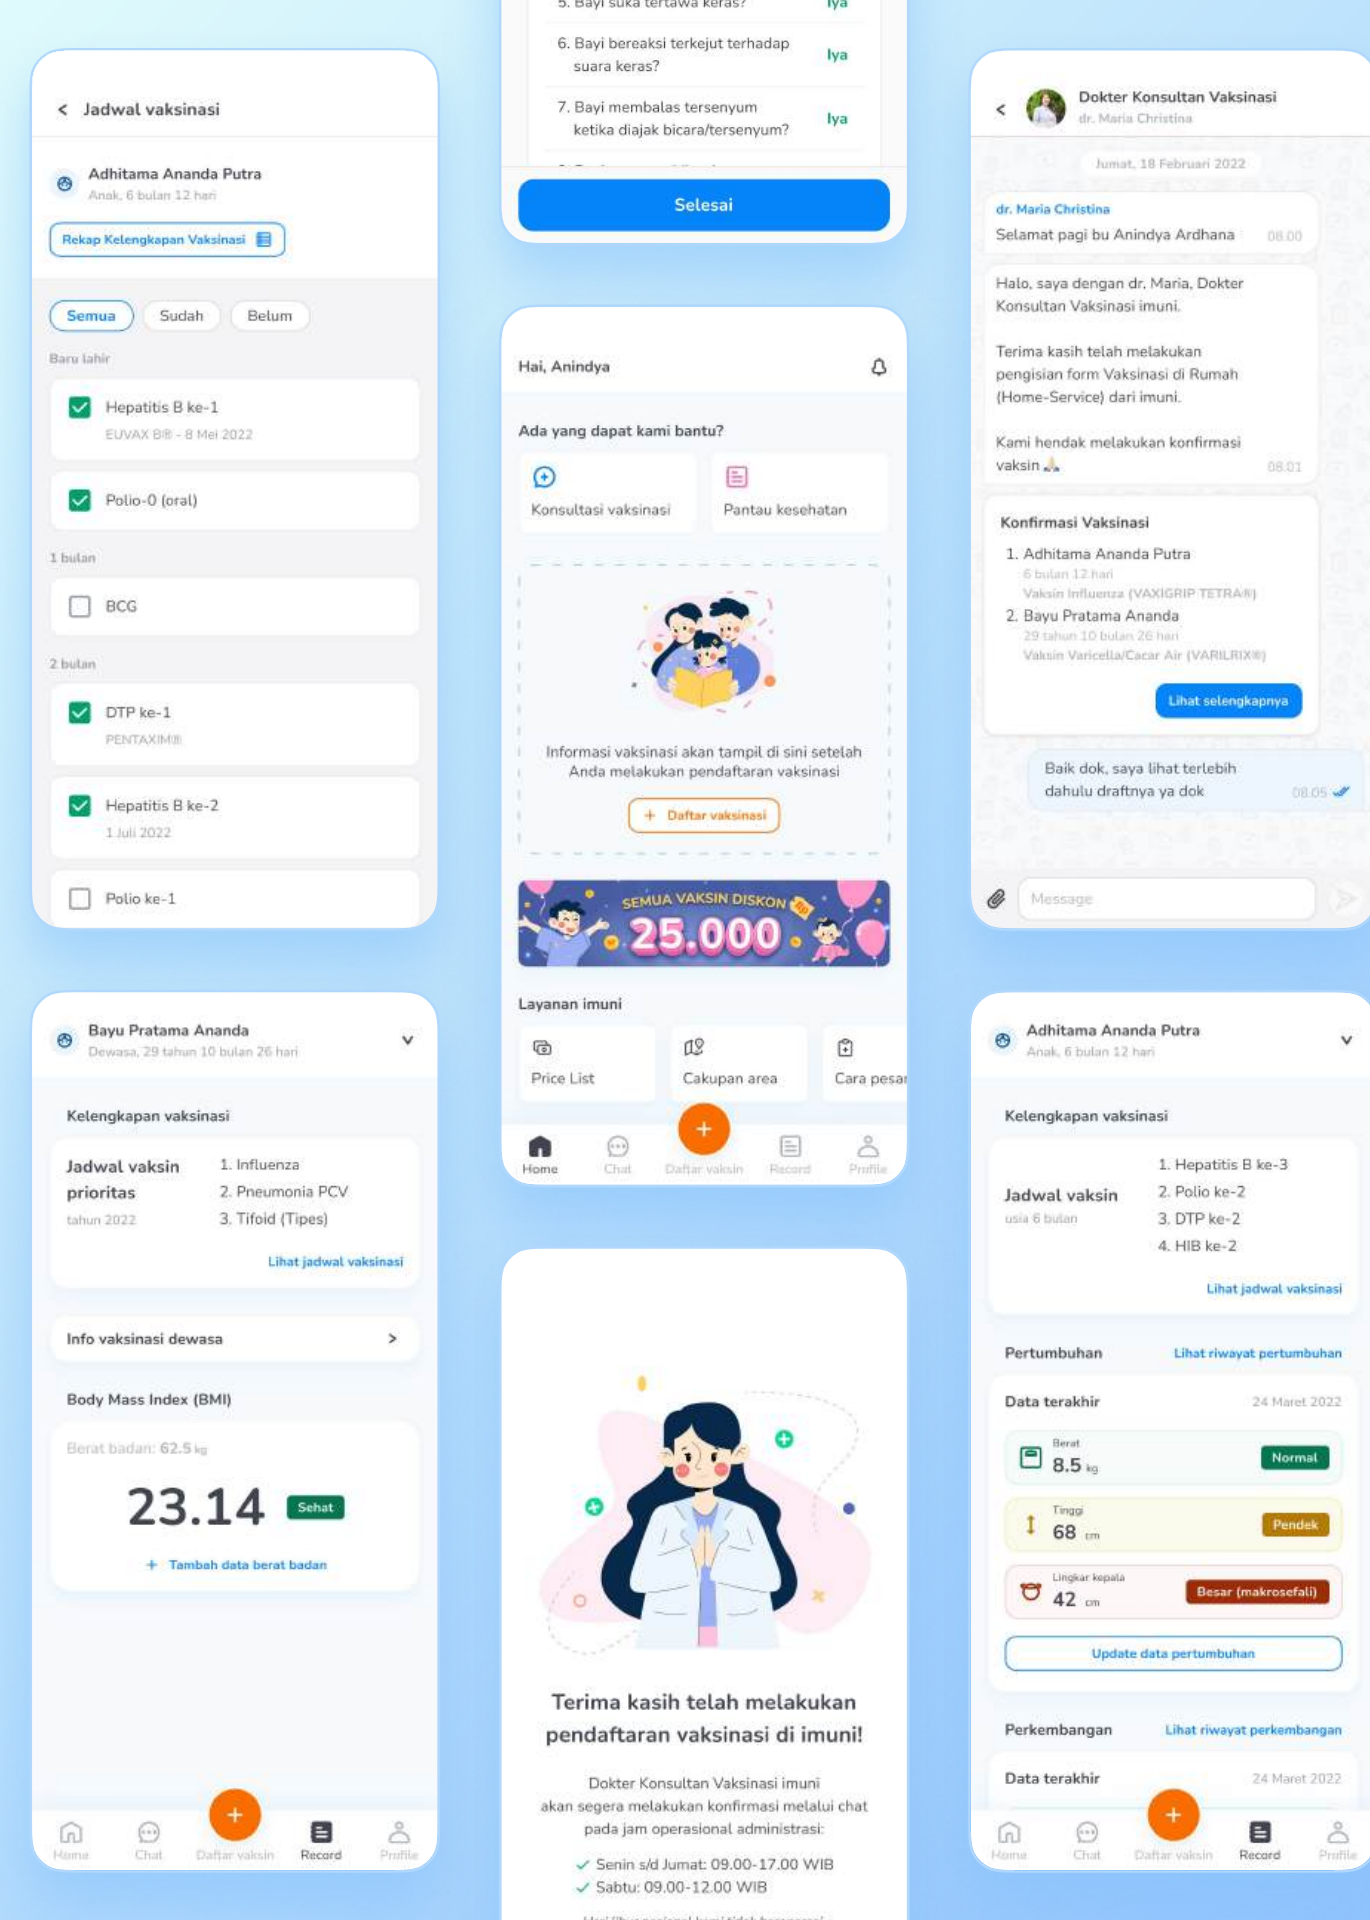 < Jadwal vaksinasi
Adhitama Ananda Putra
Anak, 6 bulan 12 hari
Rekap Kelengkapan Vaksinasi
Semua
Sudah
Belum
Baru lahir
Hepatitis B ke-1
EUVAX B® - 8 Mei 2022
Polio-0 (oral)
1 bulan
BCG
2 bulan
DTP ke-1
PENTAXIM®
Hepatitis B ke-2
1 Juli 2022
Polio ke-1
Bayu Pratama Ananda
Dewasa, 29 tahun 10 bulan 26 hari
Kelengkapan vaksinasi
Jadwal vaksin
prioritas
tahun 2022
1. Influenza
2. Pneumonia PCV
3. Tifoid (Tipes)
Lihat jadwal vaksinasi
Info vaksinasi dewasa >
Body Mass Index (BMI)
Berat badan: 62.5 kg
23.14 Sehat
+ Tambah data berat badan
Home
Chat
Daftar vaksin
Record
Profile
5. Bayi suka tertawa keras? Iya
6. Bayi bereaksi terkejut terhadap
suara keras?
Iya
7. Bayi membalas tersenyum
ketika diajak bicara/tersenyum?
Iya
Selesai
Hai, Anindya
Ada yang dapat kami bantu?
Konsultasi vaksinasi
Pantau kesehatan
Informasi vaksinasi akan tampil di sini setelah
Anda melakukan pendaftaran vaksinasi
+ Daftar vaksinasi
SEMUA VAKSIN DISKON Rp
25.000
Layanan imuni
Price List
Cakupan area
Cara pesan
Home
Chat
Daftar vaksin
Record
Profile
Terima kasih telah melakukan
pendaftaran vaksinasi di imuni!
Dokter Konsultan Vaksinasi imuni
akan segera melakukan konfirmasi melalui chat
pada jam operasional administrasi:
Senin s/d Jumat: 09.00-17.00 WIB
Sabtu: 09.00-12.00 WIB
Dokter Konsultan Vaksinasi
dr. Maria Christina
Jumat, 18 Februari 2022
dr. Maria Christina
Selamat pagi bu Anindya Ardhana 08.00
Halo, saya dengan dr. Maria, Dokter
Konsultan Vaksinasi imuni.
Terima kasih telah melakukan
pengisian form Vaksinasi di Rumah
(Home-Service) dari imuni.
Kami hendak melakukan konfirmasi
vaksin 🙏🏻 08.01
Konfirmasi Vaksinasi
1. Adhitama Ananda Putra
6 bulan 12 hari
Vaksin Influenza (VAXIGRIP TETRA®)
2. Bayu Pratama Ananda
29 tahun 10 bulan 26 hari
Vaksin Varicella/Cacar Air (VARILRIX®)
Lihat selengkapnya
Baik dok, saya lihat terlebih
dahulu draftnya ya dok 08.05
Message
Adhitama Ananda Putra
Anak, 6 bulan 12 hari
Kelengkapan vaksinasi
Jadwal vaksin
usia 6 bulan
1. Hepatitis B ke-3
2. Polio ke-2
3. DTP ke-2
4. HIB ke-2
Lihat jadwal vaksinasi
Pertumbuhan Lihat riwayat pertumbuhan
Data terakhir 24 Maret 2022
Berat
8.5 kg
Normal
Tinggi
68 cm
Pendek
Lingkar kepala
42 cm
Besar (makrosefali)
Update data pertumbuhan
Perkembangan Lihat riwayat perkembangan
Data terakhir 24 Maret 2022
Home
Chat
Daftar vaksin
Record
Profile